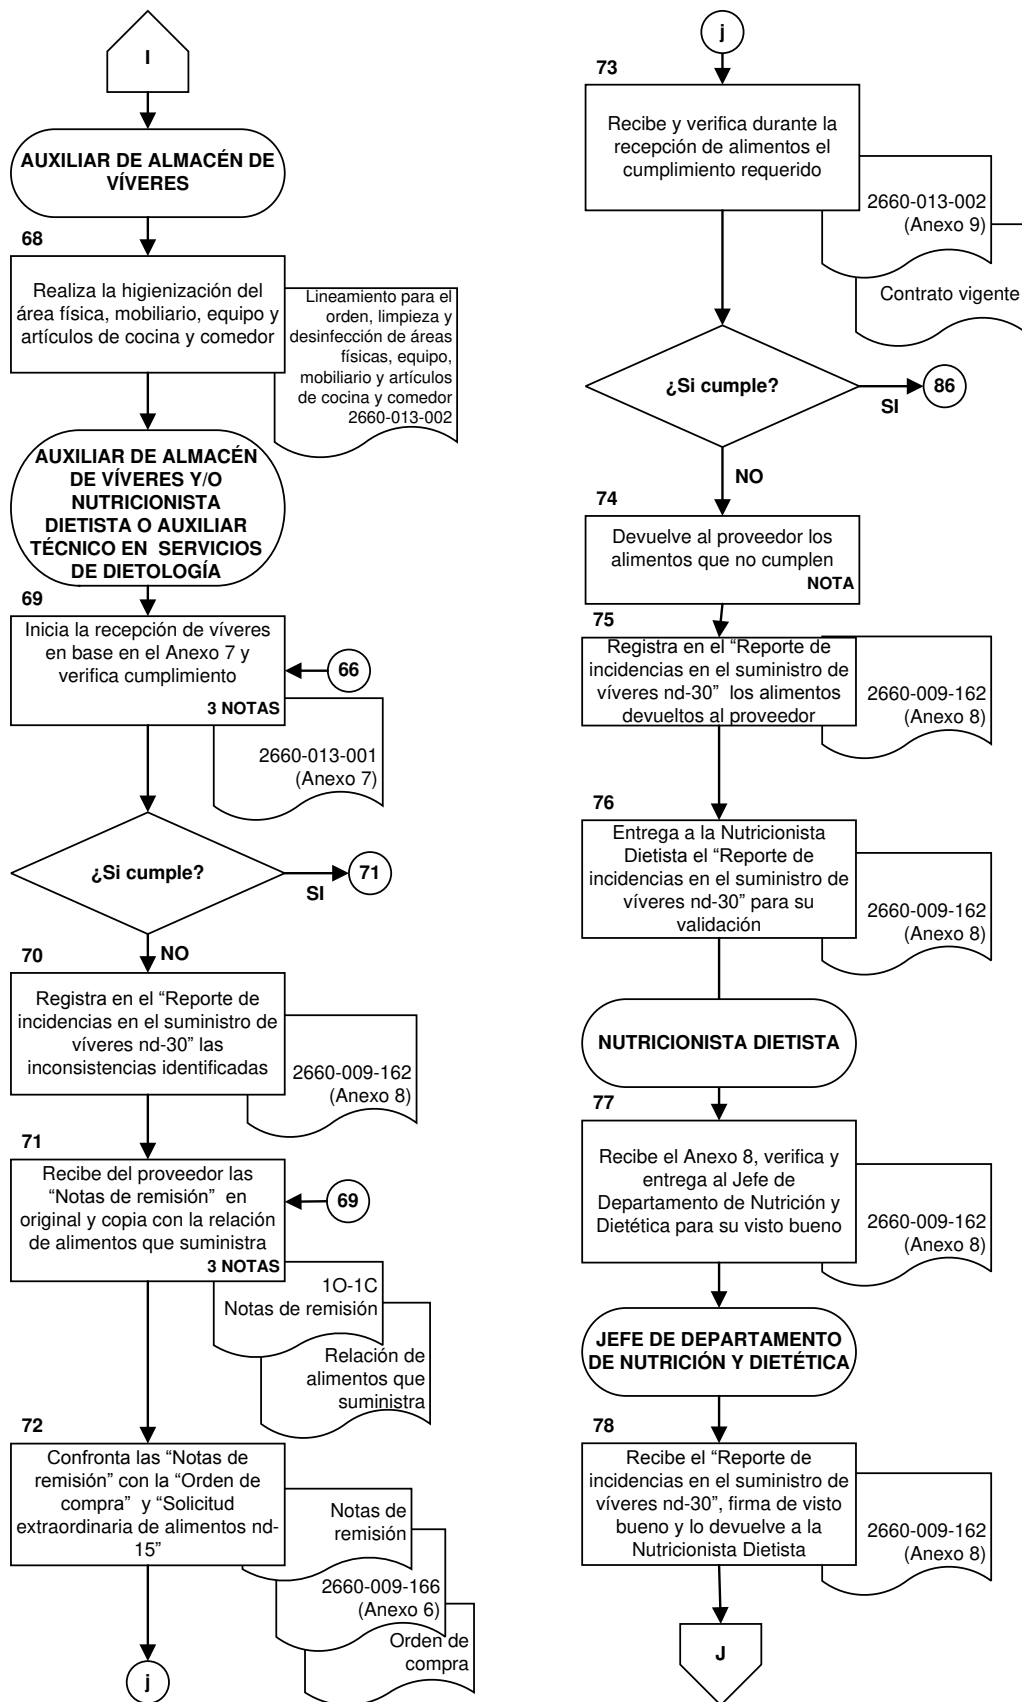 I
AUXILIAR DE ALMACÉN DE
VÍVERES
68
Realiza la higienización del
área física, mobiliario, equipo y
artículos de cocina y comedor
Lineamiento para el
orden, limpieza y
desinfección de áreas
físicas, equipo,
mobiliario y artículos
de cocina y comedor
2660-013-002
AUXILIAR DE ALMACÉN
DE VÍVERES Y/O
NUTRICIONISTA
DIETISTA O AUXILIAR
TÉCNICO EN SERVICIOS
DE DIETOLOGÍA
69
Inicia la recepción de víveres
en base en el Anexo 7 y
verifica cumplimiento
3 NOTAS
66
2660-013-001
(Anexo 7)
¿Si cumple?
SI
71
NO
70
Registra en el “Reporte de
incidencias en el suministro de
víveres nd-30” las
inconsistencias identificadas
2660-009-162
(Anexo 8)
71
Recibe del proveedor las
“Notas de remisión” en
original y copia con la relación
de alimentos que suministra
3 NOTAS
69
1O-1C
Notas de remisión
Relación de
alimentos que
suministra
72
Confronta las “Notas de
remisión” con la “Orden de
compra” y “Solicitud
extraordinaria de alimentos nd-
15”
Notas de
remisión
2660-009-166
(Anexo 6)
Orden de
compra
j
j
73
Recibe y verifica durante la
recepción de alimentos el
cumplimiento requerido
2660-013-002
(Anexo 9)
Contrato vigente
¿Si cumple?
SI
86
NO
74
Devuelve al proveedor los
alimentos que no cumplen
NOTA
75
Registra en el “Reporte de
incidencias en el suministro de
víveres nd-30” los alimentos
devueltos al proveedor
2660-009-162
(Anexo 8)
76
Entrega a la Nutricionista
Dietista el “Reporte de
incidencias en el suministro de
víveres nd-30” para su
validación
2660-009-162
(Anexo 8)
NUTRICIONISTA DIETISTA
77
Recibe el Anexo 8, verifica y
entrega al Jefe de
Departamento de Nutrición y
Dietética para su visto bueno
2660-009-162
(Anexo 8)
JEFE DE DEPARTAMENTO
DE NUTRICIÓN Y DIETÉTICA
78
Recibe el “Reporte de
incidencias en el suministro de
víveres nd-30”, firma de visto
bueno y lo devuelve a la
Nutricionista Dietista
2660-009-162
(Anexo 8)
J